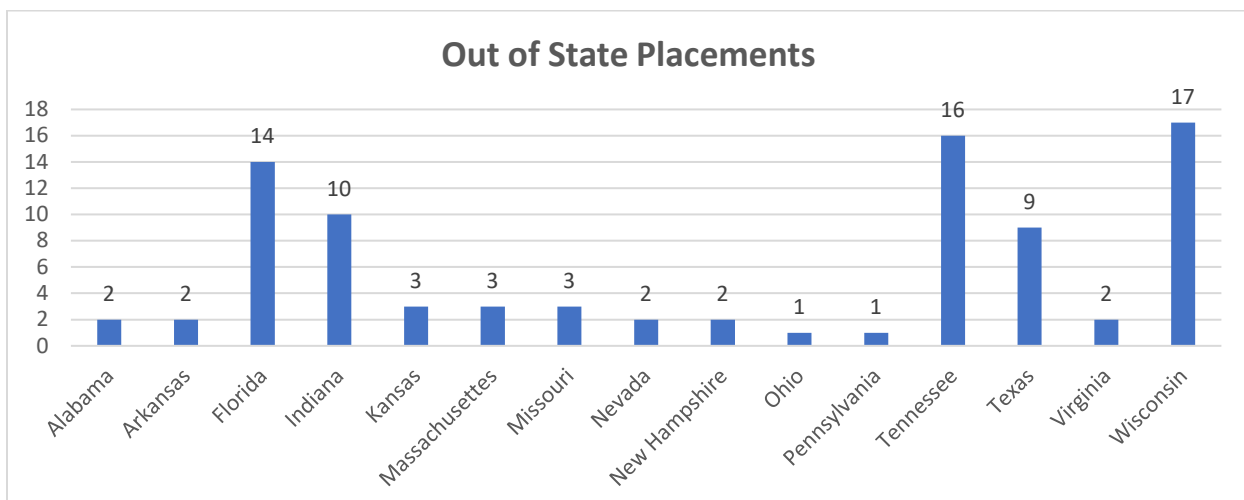 Out of State Placements
18
16
14
12
10
8
6
4
2
0
2
2
14
10
3
3
3
2
2
1
1
16
9
2
17
Alabama
Arkansas
Florida
Indiana
Kansas
Massachusettes
Missouri
Nevada
New Hampshire
Ohio
Pennsylvania
Tennessee
Texas
Virginia
Wisconsin